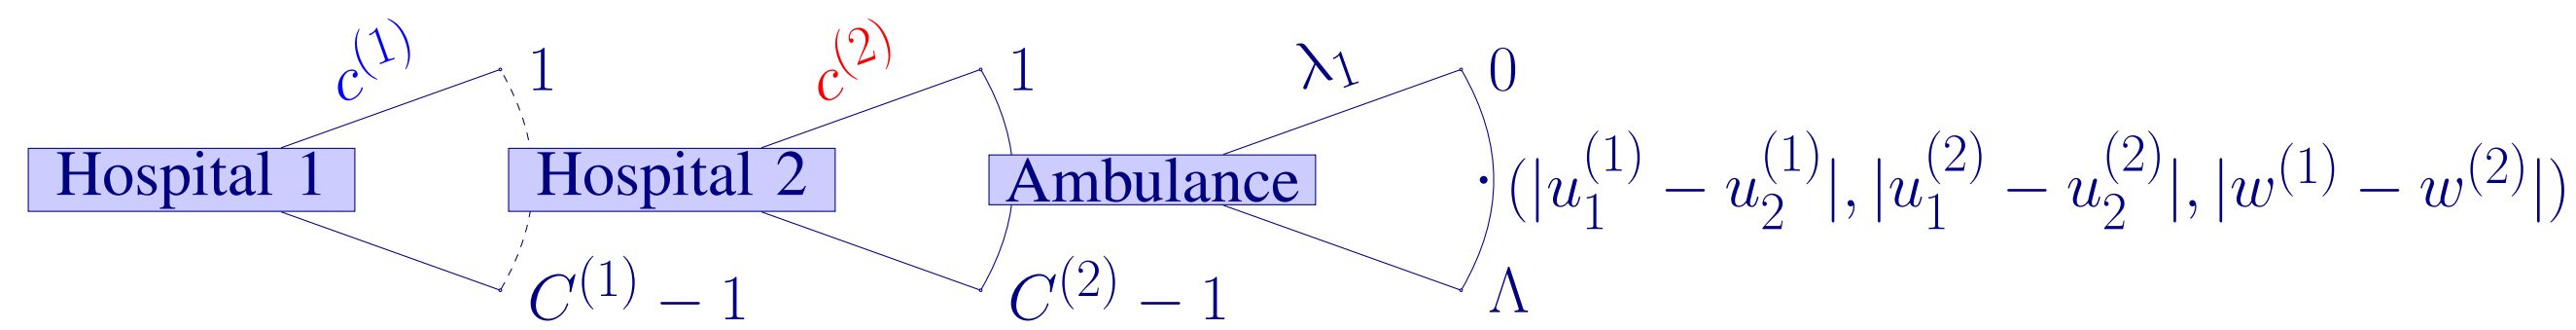 c^(1) 1
Hospital 1
C^(1) − 1
c^(2) 1
Hospital 2
C^(2) − 1
λ₁ 0
Ambulance
Λ
(|u_1^(1) − u_2^(1)|, |u_1^(2) − u_2^(2)|, |w^(1) − w^(2)|)